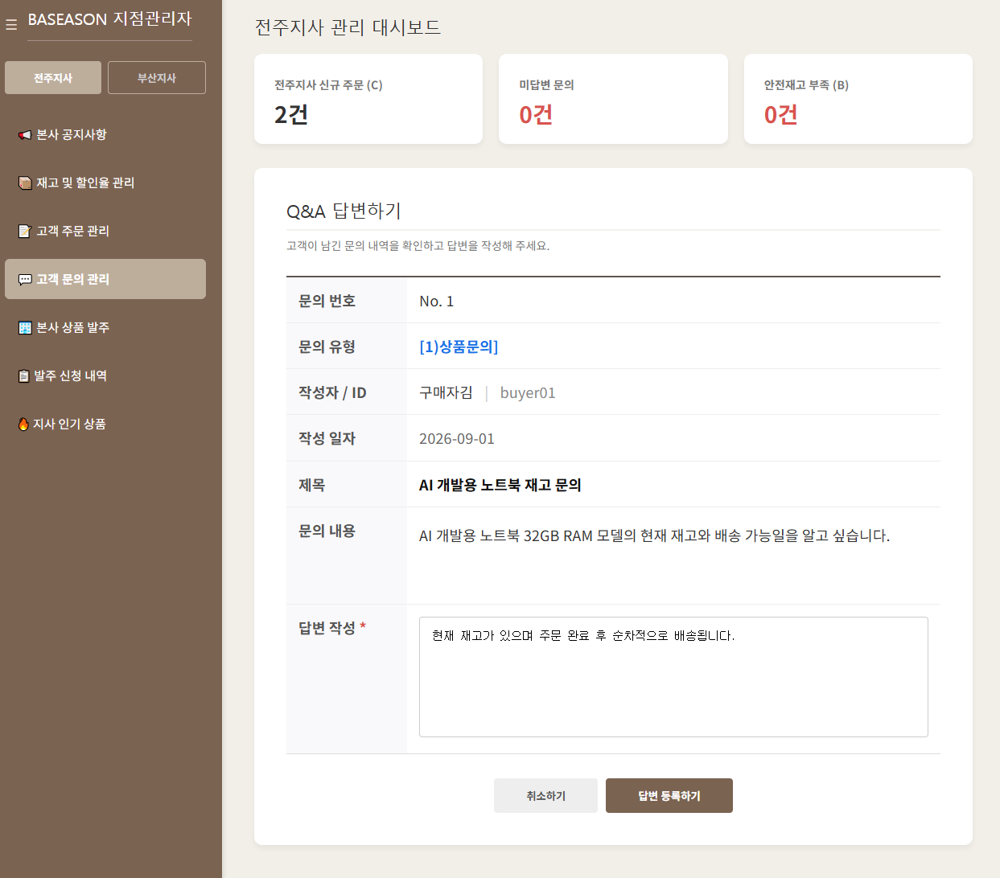 ☰ BASEASON 지점관리자
전주지사 부산지사
📢 본사 공지사항
📦 재고 및 할인율 관리
📝 고객 주문 관리
💬 고객 문의 관리
🏢 본사 상품 발주
📋 발주 신청 내역
🔥 지사 인기 상품
전주지사 관리 대시보드
전주지사 신규 주문 (C)
2건
미답변 문의
0건
안전재고 부족 (B)
0건
Q&A 답변하기
고객이 남긴 문의 내역을 확인하고 답변을 작성해 주세요.
문의 번호 No. 1
문의 유형 [1)상품문의]
작성자 / ID 구매자김 | buyer01
작성 일자 2026-09-01
제목 AI 개발용 노트북 재고 문의
문의 내용 AI 개발용 노트북 32GB RAM 모델의 현재 재고와 배송 가능일을 알고 싶습니다.
답변 작성 * 현재 재고가 있으며 주문 완료 후 순차적으로 배송됩니다.
취소하기 답변 등록하기